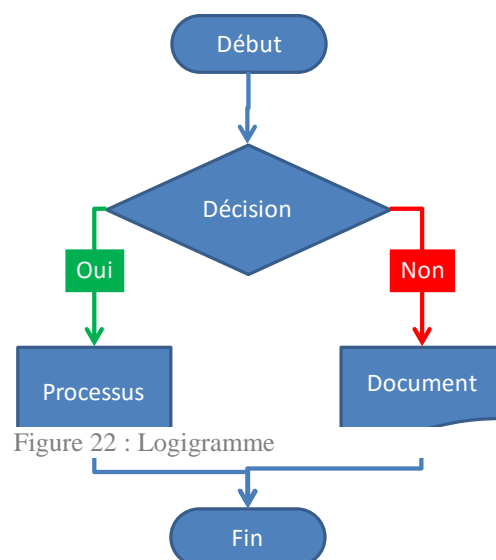 Début
Décision
Oui
Non
Processus
Document
Figure 22 : Logigramme
Fin